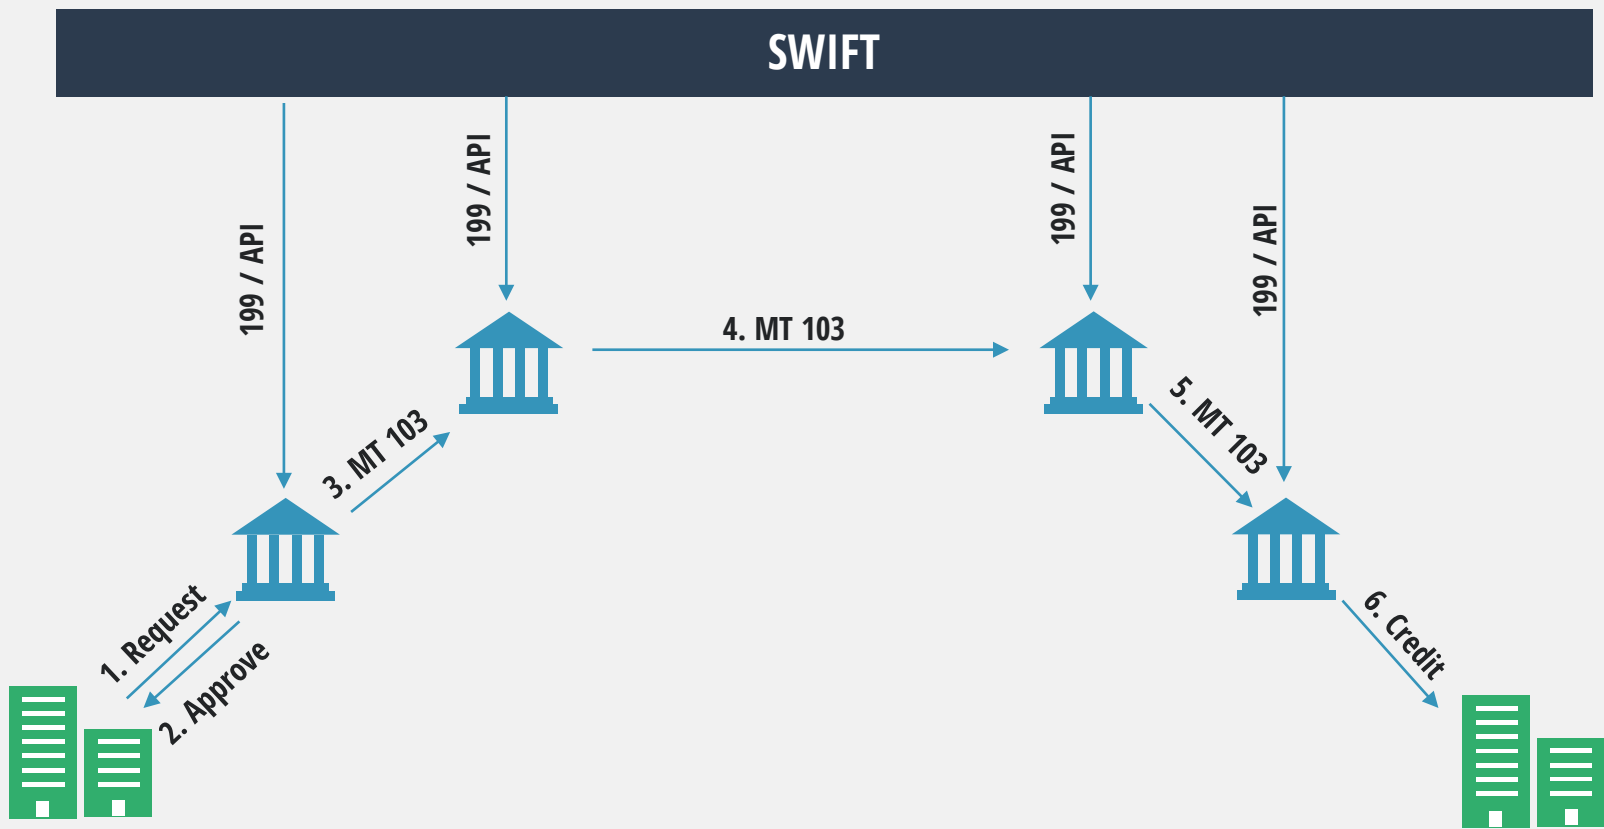 SWIFT
199 / API
199 / API
199 / API
199 / API
4. MT 103
3. MT 103
5. MT 103
1. Request
2. Approve
6. Credit